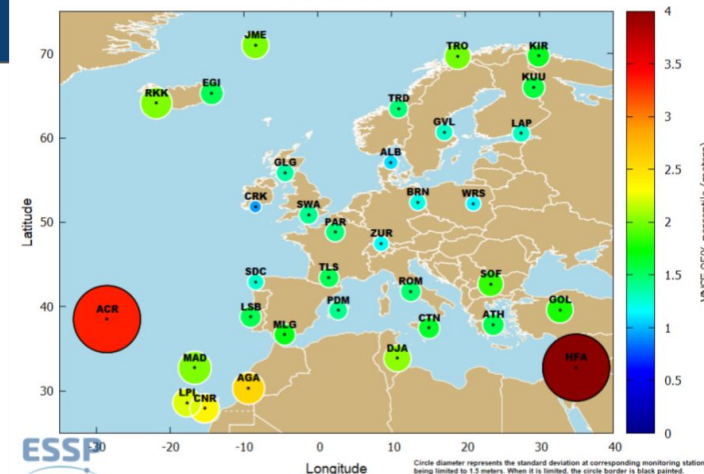 4
70
JME
TRO
KIR
3.5
EGI
KUU
RKK
TRD
3
60
GVL
LAP
ALB
GLG
2.5
CRK
BRN
WRS
SWA
50
PAR
2
ZUR
Latitude
TLS
SDC
ROM
SOF
1.5
40
ACR
LSB
PDM
GOL
MLG
CTN
ATH
1
MAD
DJA
HFA
AGA
30
LPI
CNR
0.5
0
ESSP
-30
-20
-10
0
10
20
30
40
Longitude
Circle diameter represents the standard deviation at corresponding monitoring station
being limited to 1.5 meters. When it is limited, the circle border is black painted.